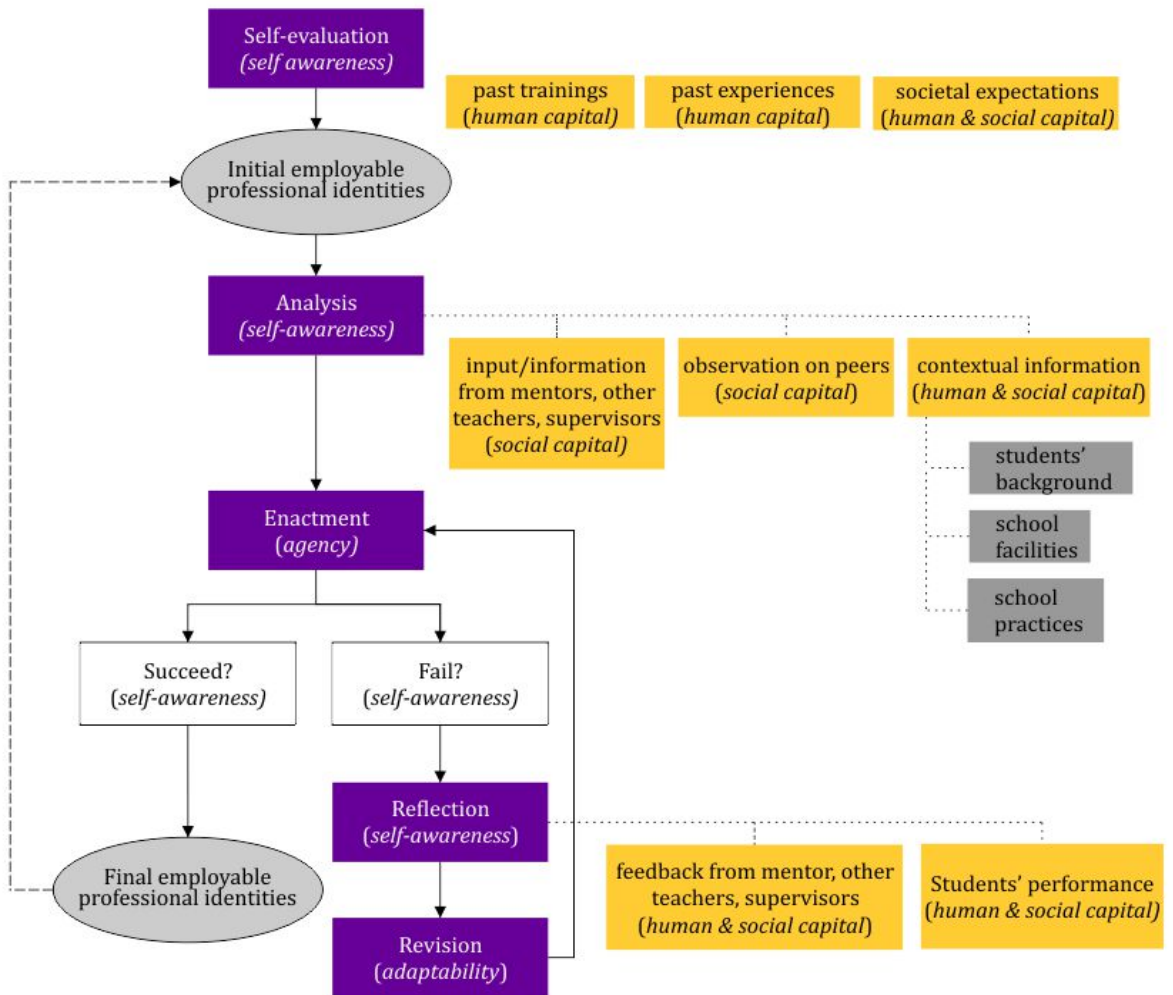 Self-evaluation
(self awareness)
past trainings
(human capital)
past experiences
(human capital)
societal expectations
(human & social capital)
Initial employable
professional identities
Analysis
(self-awareness)
input/information
from mentors, other
teachers, supervisors
(social capital)
observation on peers
(social capital)
contextual information
(human & social capital)
students’
background
school
facilities
school
practices
Enactment
(agency)
Succeed?
(self-awareness)
Fail?
(self-awareness)
Reflection
(self-awareness)
feedback from mentor, other
teachers, supervisors
(human & social capital)
Students’ performance
(human & social capital)
Final employable
professional identities
Revision
(adaptability)